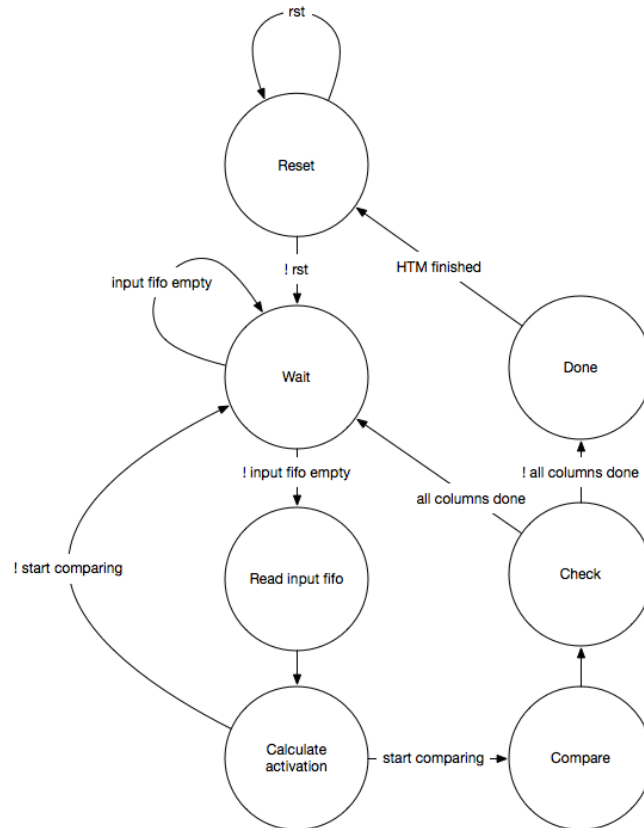 rst
Reset
! rst
HTM finished
input fifo empty
Wait
Done
! input fifo empty
! all columns done
all columns done
! start comparing
Read input fifo
Check
Calculate
activation
start comparing
Compare